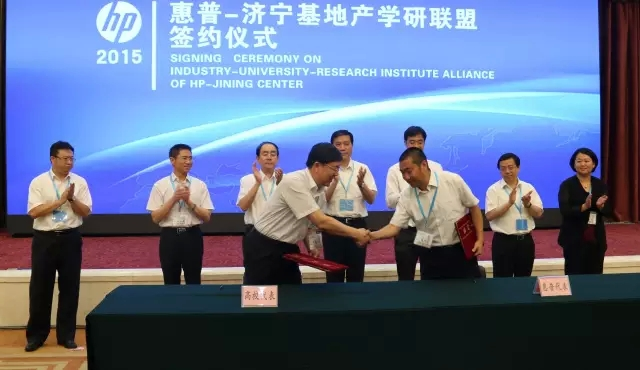 hp
2015
惠普-济宁基地产学研联盟
签约仪式
SIGNING CEREMONY ON
INDUSTRY-UNIVERSITY-RESEARCH INSTITUTE ALLIANCE
OF HP-JINING CENTER
高校代表
惠普代表